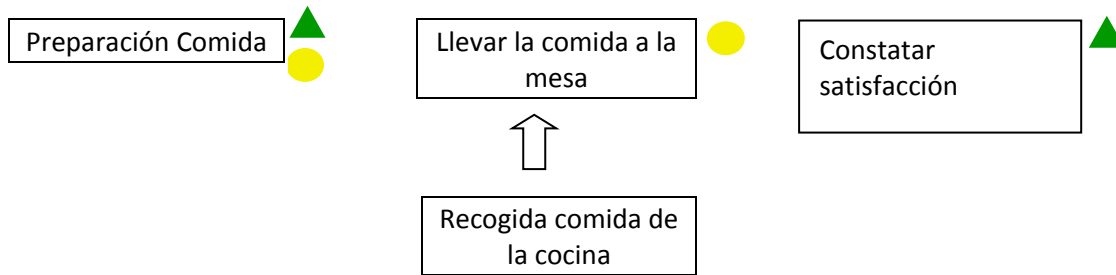 Preparación Comida
Llevar la comida a la
mesa
Constatar
satisfacción
Recogida comida de
la cocina